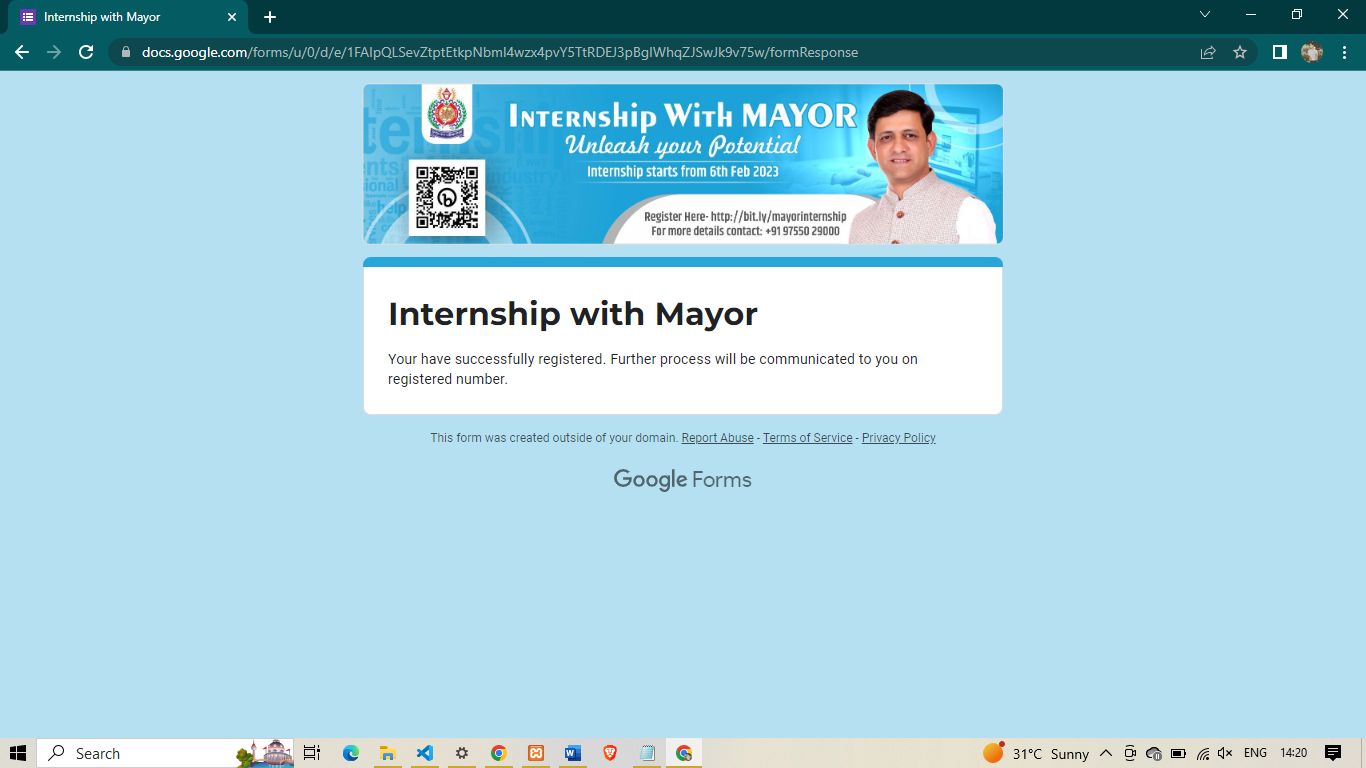 Internship with Mayor
docs.google.com/forms/u/0/d/e/1FAIpQLSevZtptEtkpNbmI4wzx4pvY5TtRDEJ3pBglWhqZJSwJk9v75w/formResponse
INTERNSHIP WITH MAYOR
Unleash your Potential
Internship starts from 6th Feb 2023
Register Here- http://bit.ly/mayorinternship
For more details contact: +91 97550 29000
Internship with Mayor
Your have successfully registered. Further process will be communicated to you on
registered number.
This form was created outside of your domain. Report Abuse - Terms of Service - Privacy Policy
Google Forms
Search
31°C Sunny
ENG
14:20